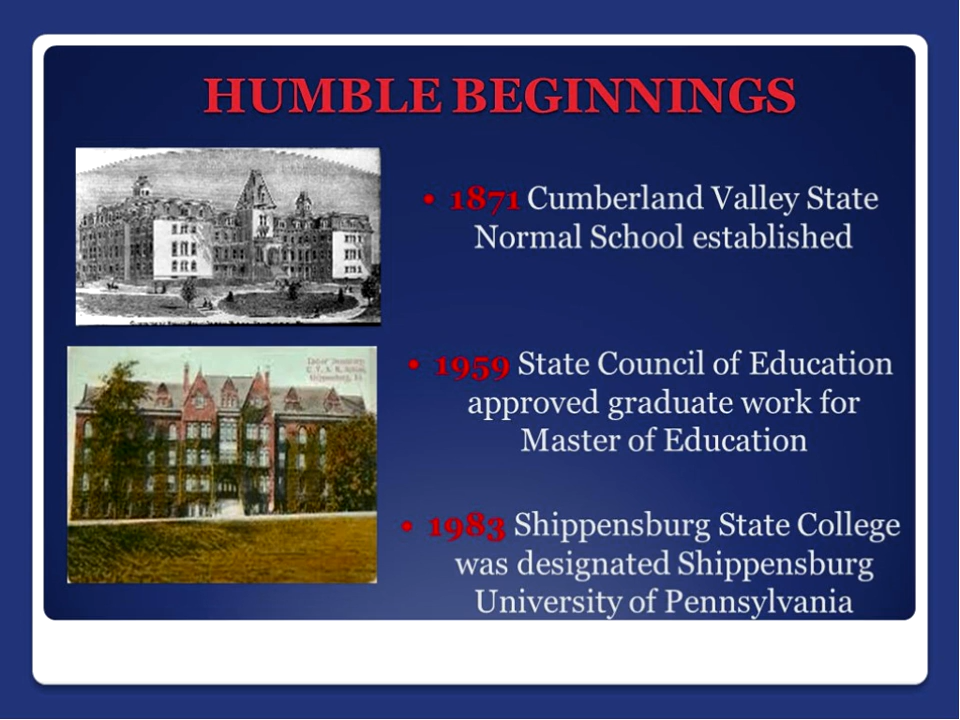 HUMBLE BEGINNINGS
• 1871 Cumberland Valley State
Normal School established
• 1959 State Council of Education
approved graduate work for
Master of Education
• 1983 Shippensburg State College
was designated Shippensburg
University of Pennsylvania